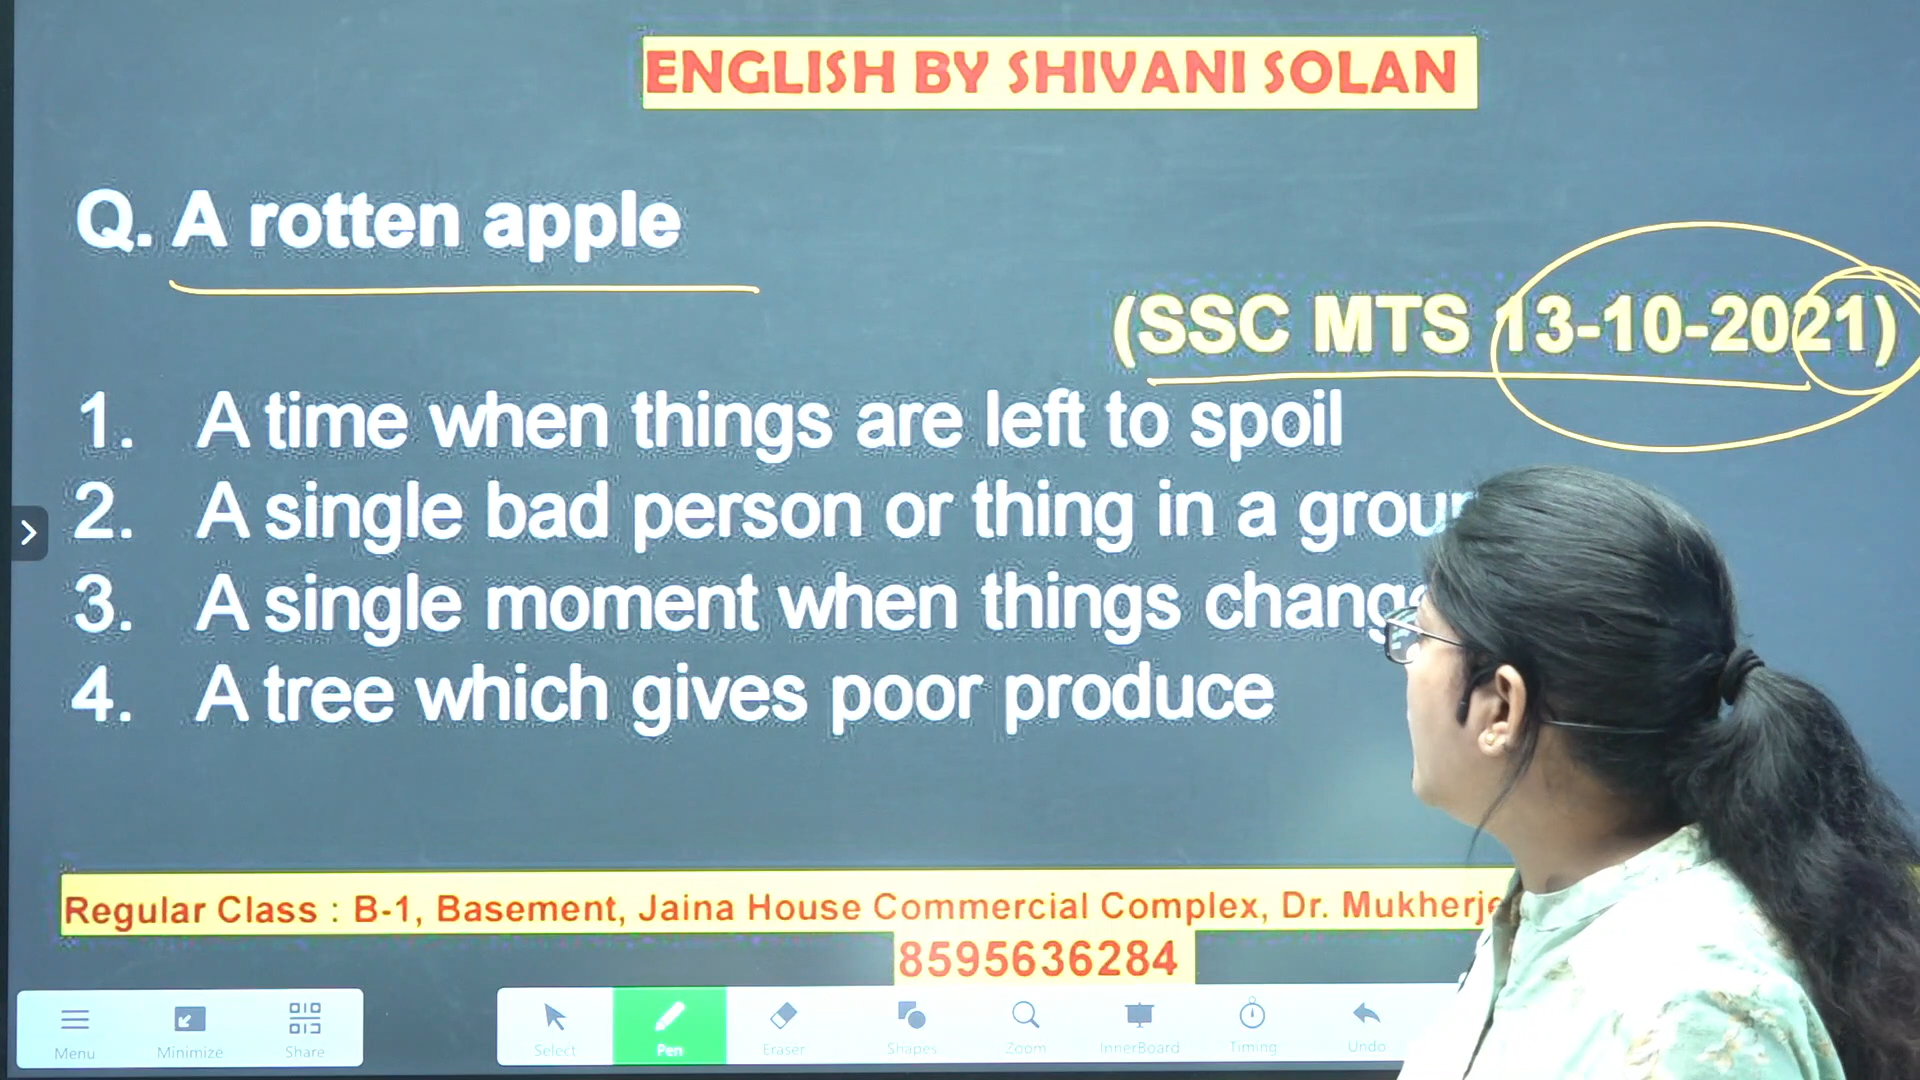 ENGLISH BY SHIVANI SOLAN
Q. A rotten apple
(SSC MTS 13-10-2021)
1. A time when things are left to spoil
2. A single bad person or thing in a
3. A single moment when things
4. A tree which gives poor produce
Regular Class : B-1, Basement, Jaina House Commercial Complex, Dr.
8595636284
Menu Minimize Share Select Pen Eraser Shapes Zoom InnerBoard Timing Undo